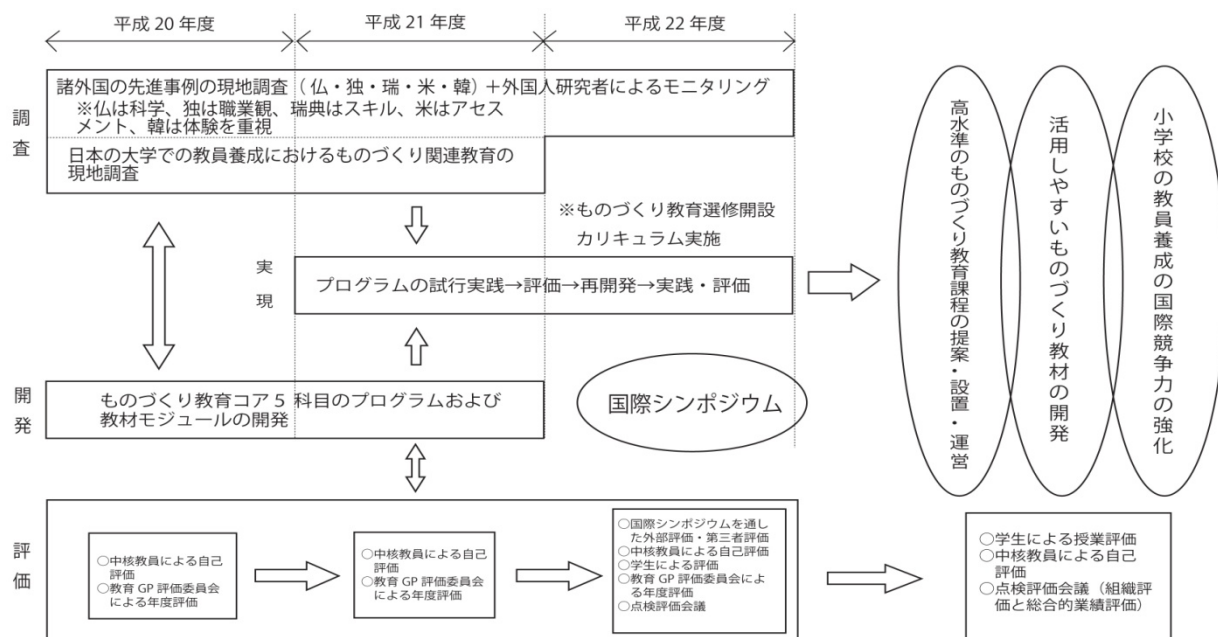 平成 20 年度
平成 21 年度
平成 22 年度
調査
諸外国の先進事例の現地調査（仏・独・瑞・米・韓）＋外国人研究者によるモニタリング
※仏は科学、独は職業観、瑞典はスキル、米はアセス
メント、韓は体験を重視
日本の大学での教員養成におけるものづくり関連教育の
現地調査
※ものづくり教育選修開設
カリキュラム実施
実現
プログラムの試行実践→評価→再開発→実践・評価
開発
ものづくり教育コア５科目のプログラムおよび
教材モジュールの開発
国際シンポジウム
高水準のものづくり教育課程の提案・設置・運営
活用しやすいものづくり教材の開発
小学校の教員養成の国際競争力の強化
評価
○中核教員による自己
評価
○教育 GP 評価委員会
による年度評価
中核教員による自己
評価
○教育 GP 評価委員会
による年度評価
○国際シンポジウムを通し
た外部評価・第三者評価
○中核教員による自己評価
○学生による評価
○教育 GP 評価委員会によ
る年度評価
○点検評価会議
○学生による授業評価
○中核教員による自己
評価
○点検評価会議（組織評
価と総合的業績評価）